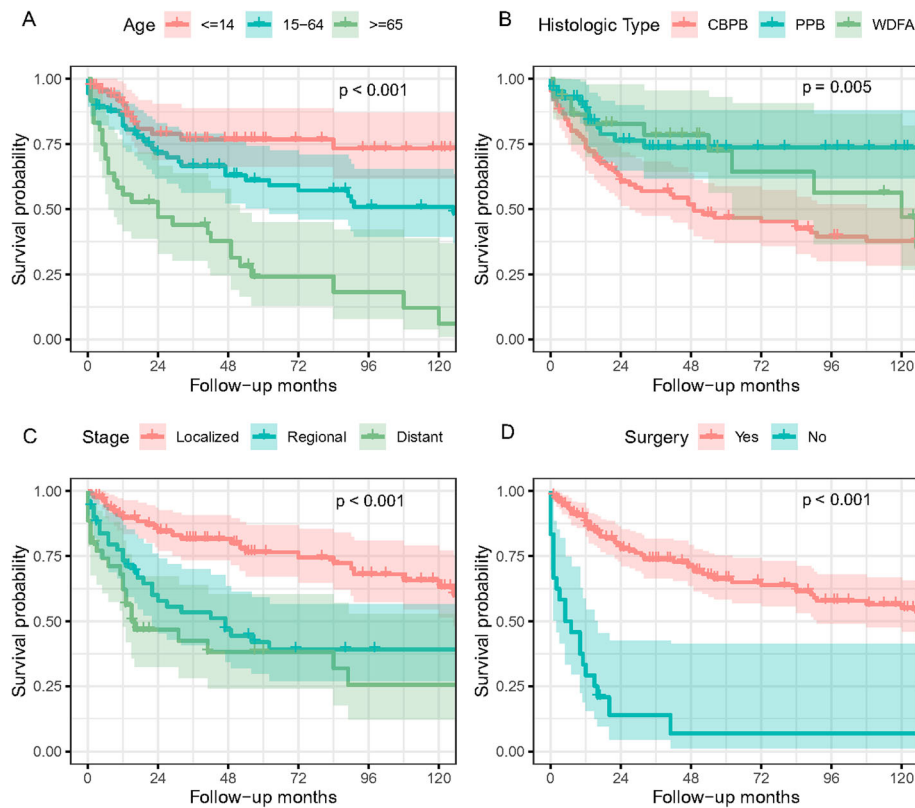 A Age <=14 15−64 >=65
p < 0.001
Survival probability
1.00
0.75
0.50
0.25
0.00
0 24 48 72 96 120
Follow−up months
B Histologic Type CBPB PPB WDFA
p = 0.005
Survival probability
1.00
0.75
0.50
0.25
0.00
0 24 48 72 96 120
Follow−up months
C Stage Localized Regional Distant
p < 0.001
Survival probability
1.00
0.75
0.50
0.25
0.00
0 24 48 72 96 120
Follow−up months
D Surgery Yes No
p < 0.001
Survival probability
1.00
0.75
0.50
0.25
0.00
0 24 48 72 96 120
Follow−up months